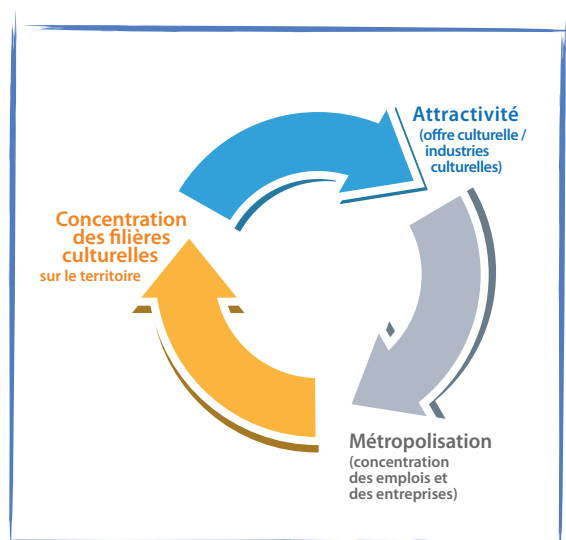 Attractivité
(offre culturelle /
industries
culturelles)
Concentration
des filières
culturelles
sur le territoire
Métropolisation
(concentration
des emplois et
des entreprises)